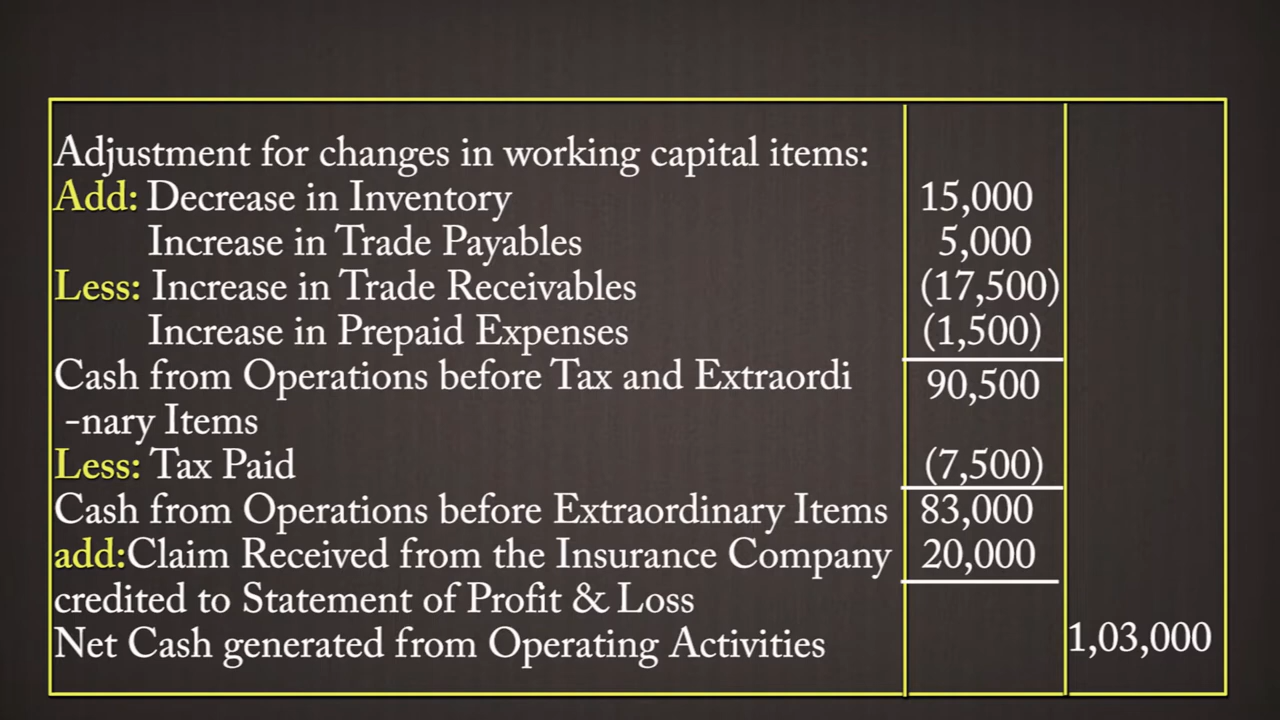 Adjustment for changes in working capital items:
Add: Decrease in Inventory 15,000
Increase in Trade Payables 5,000
Less: Increase in Trade Receivables (17,500)
Increase in Prepaid Expenses (1,500)
Cash from Operations before Tax and Extraordi 90,500
-nary Items
Less: Tax Paid (7,500)
Cash from Operations before Extraordinary Items 83,000
add:Claim Received from the Insurance Company 20,000
credited to Statement of Profit & Loss
Net Cash generated from Operating Activities 1,03,000